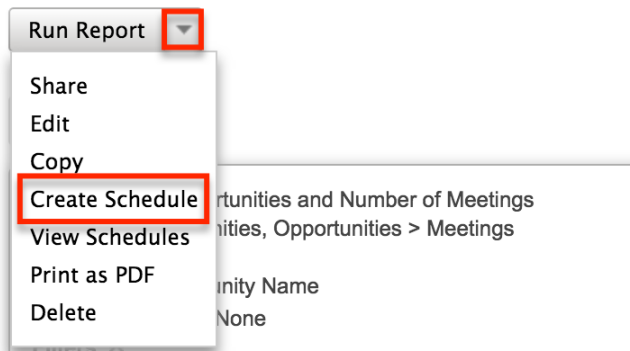 Run Report
Share
Edit
Copy
Create Schedule
rtunities and Number of Meetings
View Schedules
nities, Opportunities > Meetings
Print as PDF
unity Name
Delete
None